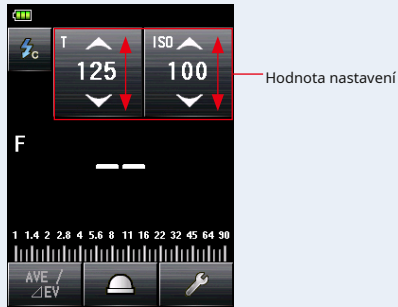 C
T
ISO
125
100
Hodnota nastavení
F
--
1 1.4 2 2.8 4 5.6 8 11 16 22 32 45 64 90
AVE /
⊿EV